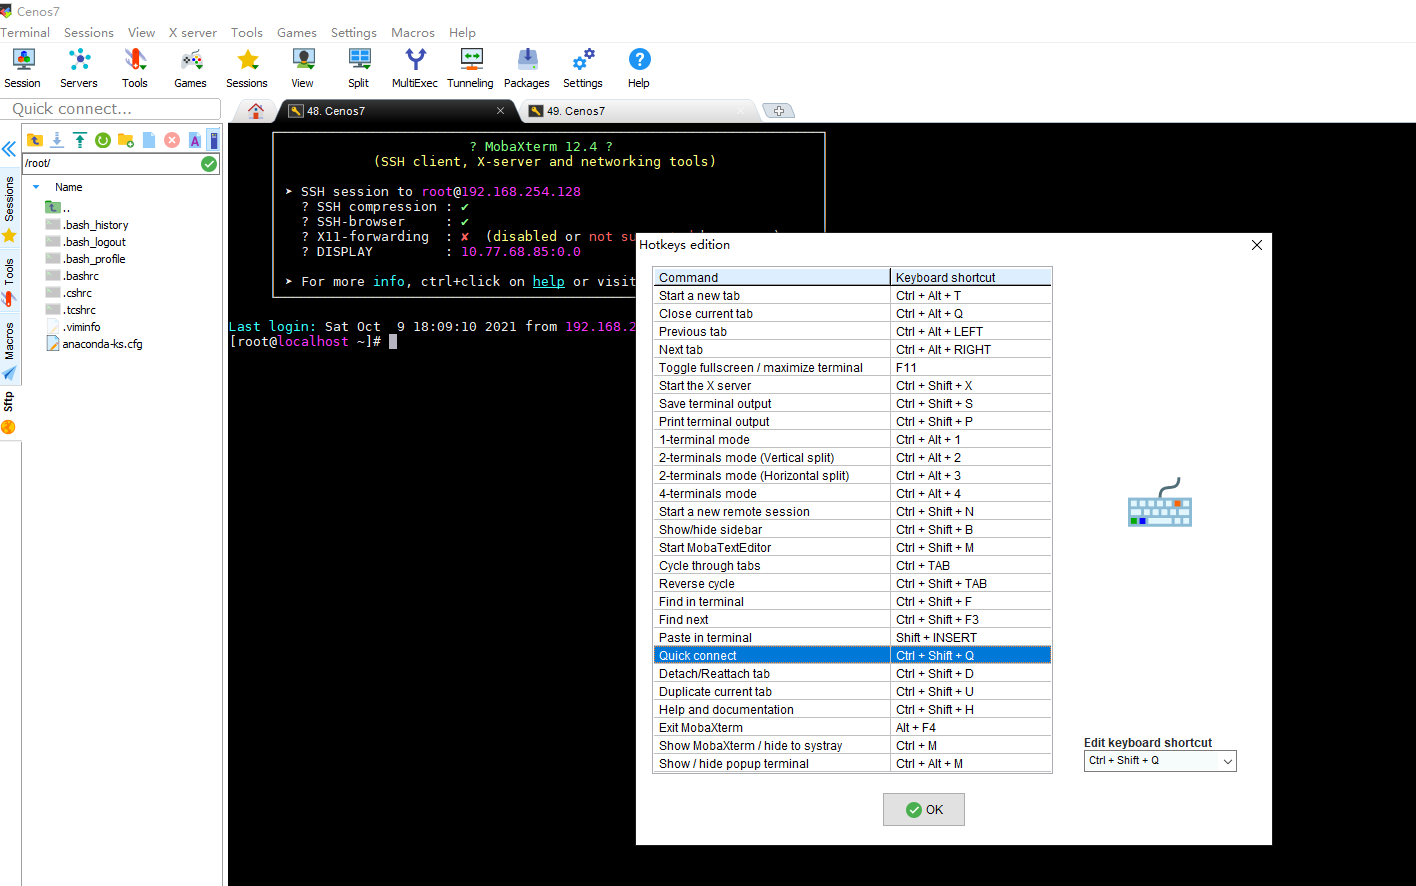 Cenos7
Terminal Sessions View X server Tools Games Settings Macros Help
Session Servers Tools Games Sessions View Split MultiExec Tunneling Packages Settings Help
Quick connect...
48. Cenos7
49. Cenos7
/root/
Name
..
.bash_history
.bash_logout
.bash_profile
.bashrc
.cshrc
.tcshrc
.viminfo
anaconda-ks.cfg
Sessions
Tools
Macros
Sftp
? MobaXterm 12.4 ?
(SSH client, X-server and networking tools)
➤ SSH session to root@192.168.254.128
? SSH compression : ✔
? SSH-browser : ✔
? X11-forwarding : ✘ (disabled or not su
? DISPLAY : 10.77.68.85:0.0
➤ For more info, ctrl+click on help or visit
Last login: Sat Oct 9 18:09:10 2021 from 192.168.2
[root@localhost ~]#
Hotkeys edition
Command Keyboard shortcut
Start a new tab Ctrl + Alt + T
Close current tab Ctrl + Alt + Q
Previous tab Ctrl + Alt + LEFT
Next tab Ctrl + Alt + RIGHT
Toggle fullscreen / maximize terminal F11
Start the X server Ctrl + Shift + X
Save terminal output Ctrl + Shift + S
Print terminal output Ctrl + Shift + P
1-terminal mode Ctrl + Alt + 1
2-terminals mode (Vertical split) Ctrl + Alt + 2
2-terminals mode (Horizontal split) Ctrl + Alt + 3
4-terminals mode Ctrl + Alt + 4
Start a new remote session Ctrl + Shift + N
Show/hide sidebar Ctrl + Shift + B
Start MobaTextEditor Ctrl + Shift + M
Cycle through tabs Ctrl + TAB
Reverse cycle Ctrl + Shift + TAB
Find in terminal Ctrl + Shift + F
Find next Ctrl + Shift + F3
Paste in terminal Shift + INSERT
Quick connect Ctrl + Shift + Q
Detach/Reattach tab Ctrl + Shift + D
Duplicate current tab Ctrl + Shift + U
Help and documentation Ctrl + Shift + H
Exit MobaXterm Alt + F4
Show MobaXterm / hide to systray Ctrl + M
Show / hide popup terminal Ctrl + Alt + M
Edit keyboard shortcut
Ctrl + Shift + Q
OK